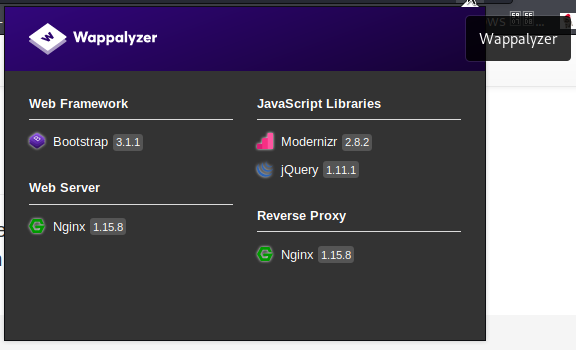 Wappalyzer
Wappalyzer
Web Framework
Bootstrap 3.1.1
Web Server
Nginx 1.15.8
JavaScript Libraries
Modernizr 2.8.2
jQuery 1.11.1
Reverse Proxy
Nginx 1.15.8